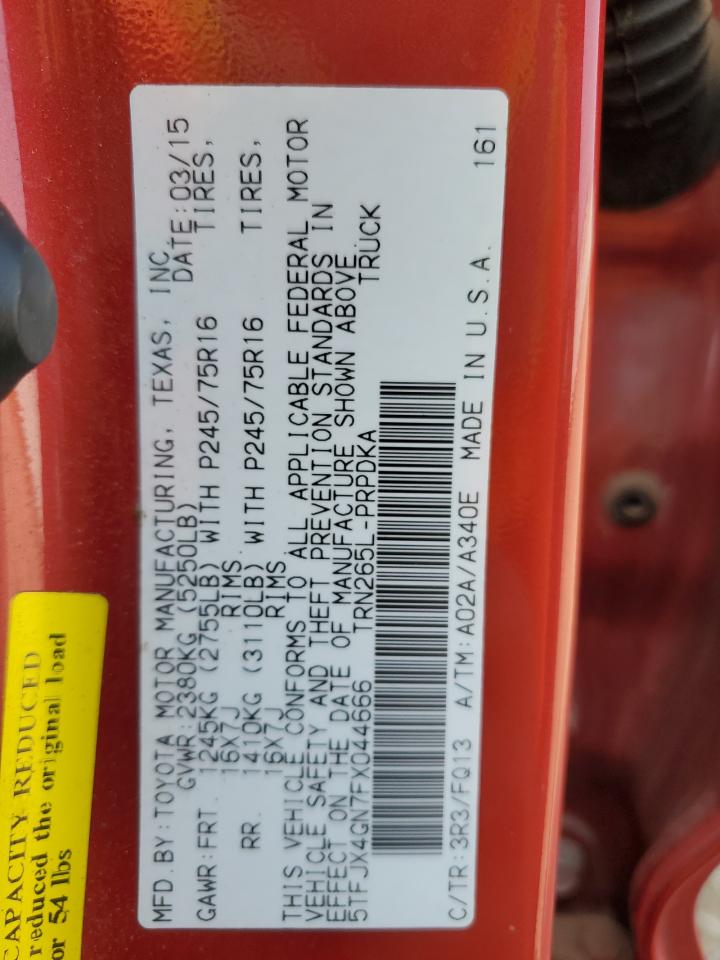 MFD.BY:TOYOTA MOTOR MANUFACTURING, TEXAS, INC.
GVWR:2380KG (5250LB) DATE:03/15
GAWR:FRT. 1245KG (2755LB) WITH P245/75R16 TIRES,
16X7J RIMS.
RR. 1410KG (3110LB) WITH P245/75R16 TIRES,
16X7J RIMS
THIS VEHICLE CONFORMS TO ALL APPLICABLE FEDERAL MOTOR
VEHICLE SAFETY AND THEFT PREVENTION STANDARDS IN
EFFECT ON THE DATE OF MANUFACTURE SHOWN ABOVE.
5TFJX4GN7FX044666 TRN265L-PRPDKA TRUCK
C/TR:3R3/FQ13 A/TM:A02A/A340E MADE IN U.S.A. 161
CAPACITY REDUCED
reduced the original load
or 54 lbs